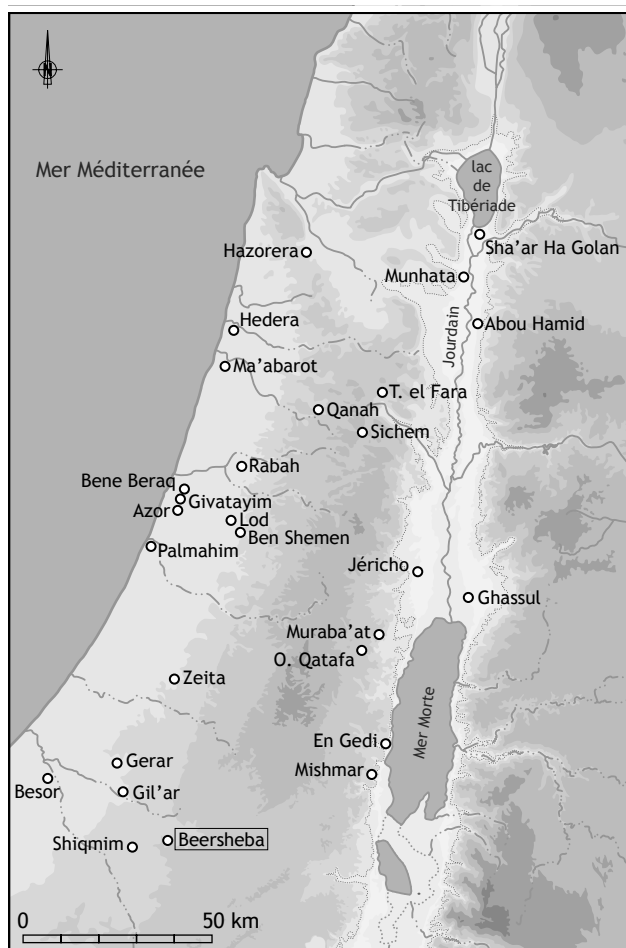 N
Mer Méditerranée
lac
de
Tibériade
Sha'ar Ha Golan
Hazorera
Munhata
Hedera
Abou Hamid
Jourdain
Ma'abarot
T. el Fara
Qanah
Sichem
Rabah
Bene Beraq
Givatayim
Azor
Lod
Ben Shemen
Palmahim
Jéricho
Ghassul
Muraba'at
O. Qatafa
Zeita
En Gedi
Mer Morte
Gerar
Mishmar
Besor
Gil'ar
Beersheba
Shiqmim
0 50 km